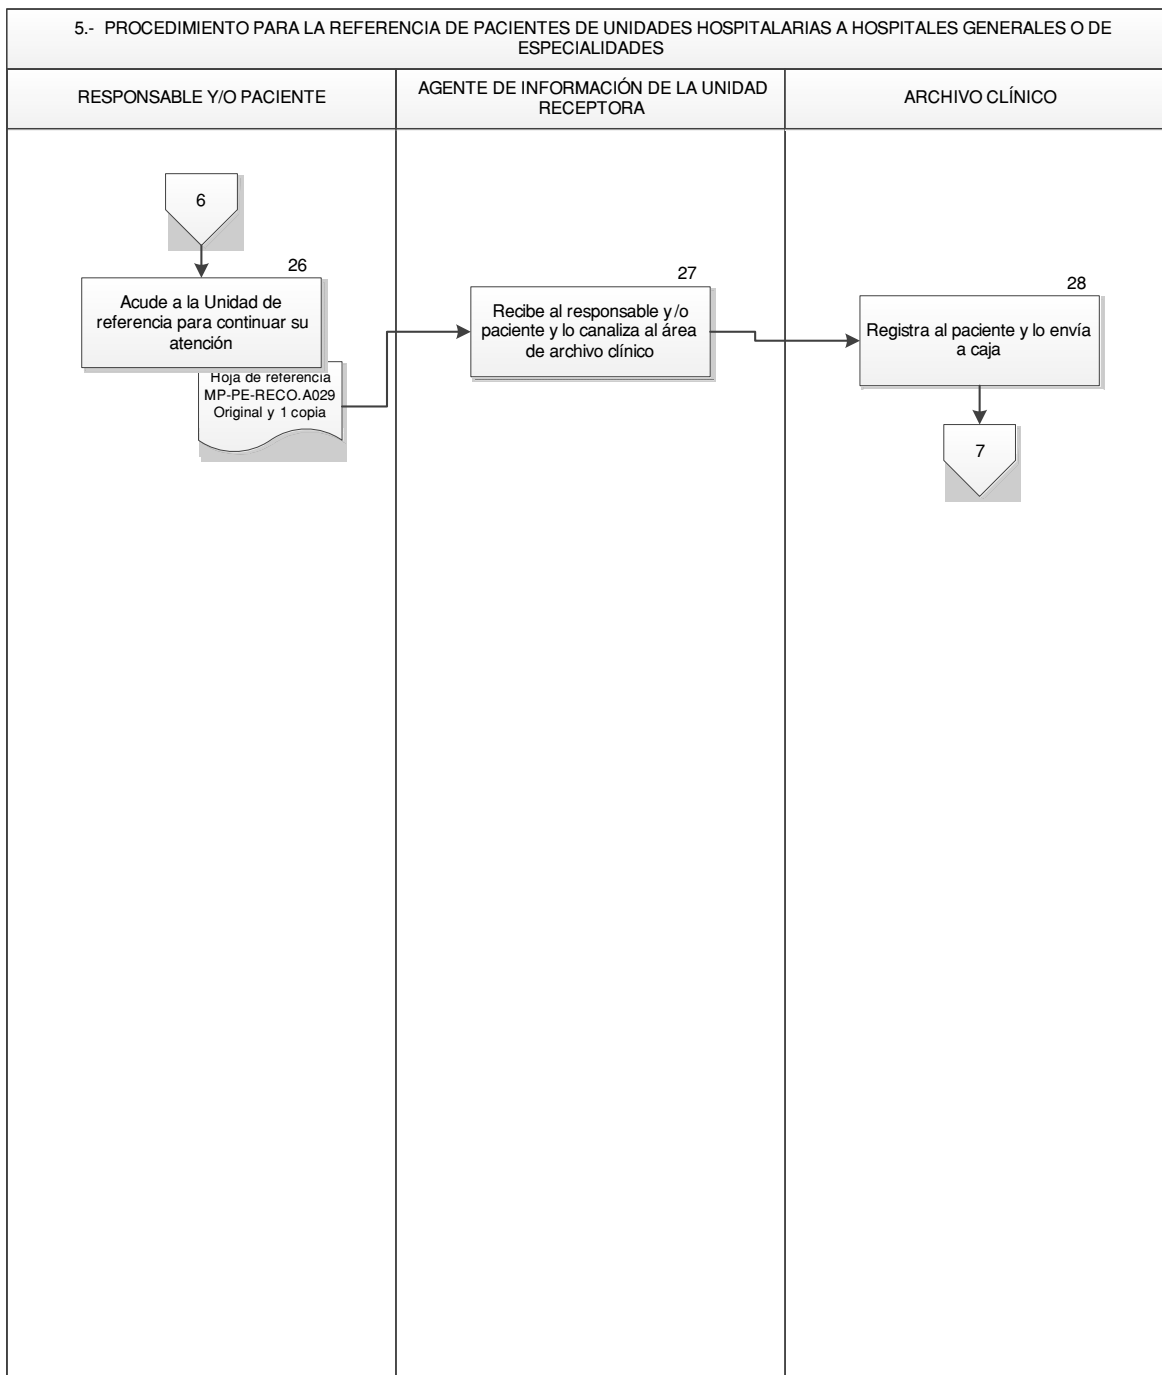 5.- PROCEDIMIENTO PARA LA REFERENCIA DE PACIENTES DE UNIDADES HOSPITALARIAS A HOSPITALES GENERALES O DE
ESPECIALIDADES
RESPONSABLE Y/O PACIENTE
AGENTE DE INFORMACIÓN DE LA UNIDAD
RECEPTORA
ARCHIVO CLÍNICO
6
26
Acude a la Unidad de
referencia para continuar su
atención
Hoja de referencia
MP-PE-RECO.A029
Original y 1 copia
27
Recibe al responsable y/o
paciente y lo canaliza al área
de archivo clínico
28
Registra al paciente y lo envía
a caja
7